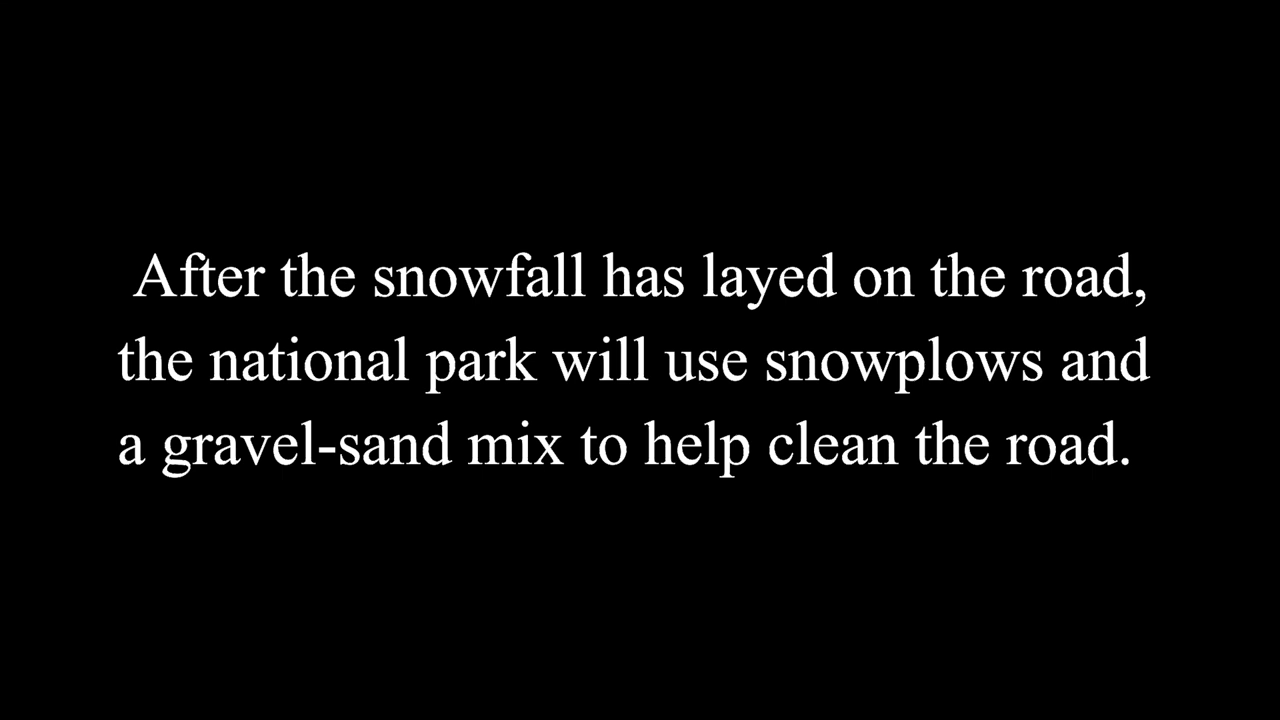 After the snowfall has layed on the road,
the national park will use snowplows and
a gravel-sand mix to help clean the road.